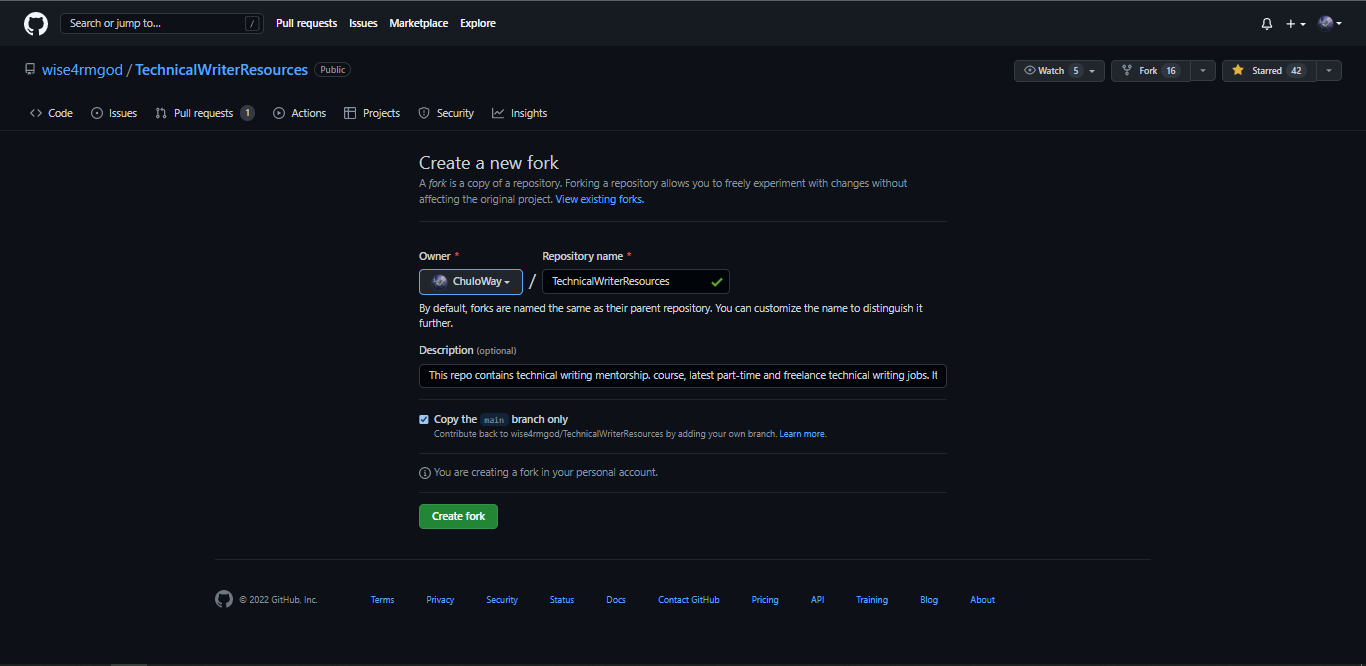 Search or jump to... /
Pull requests Issues Marketplace Explore
wise4rmgod / TechnicalWriterResources Public
Watch 5 Fork 16 Starred 42
Code Issues Pull requests 1 Actions Projects Security Insights
Create a new fork
A fork is a copy of a repository. Forking a repository allows you to freely experiment with changes without
affecting the original project. View existing forks.
Owner * Repository name *
ChuloWay / TechnicalWriterResources
By default, forks are named the same as their parent repository. You can customize the name to distinguish it
further.
Description (optional)
This repo contains technical writing mentorship. course, latest part-time and freelance technical writing jobs. It
Copy the main branch only
Contribute back to wise4rmgod/TechnicalWriterResources by adding your own branch. Learn more.
You are creating a fork in your personal account.
Create fork
© 2022 GitHub, Inc. Terms Privacy Security Status Docs Contact GitHub Pricing API Training Blog About